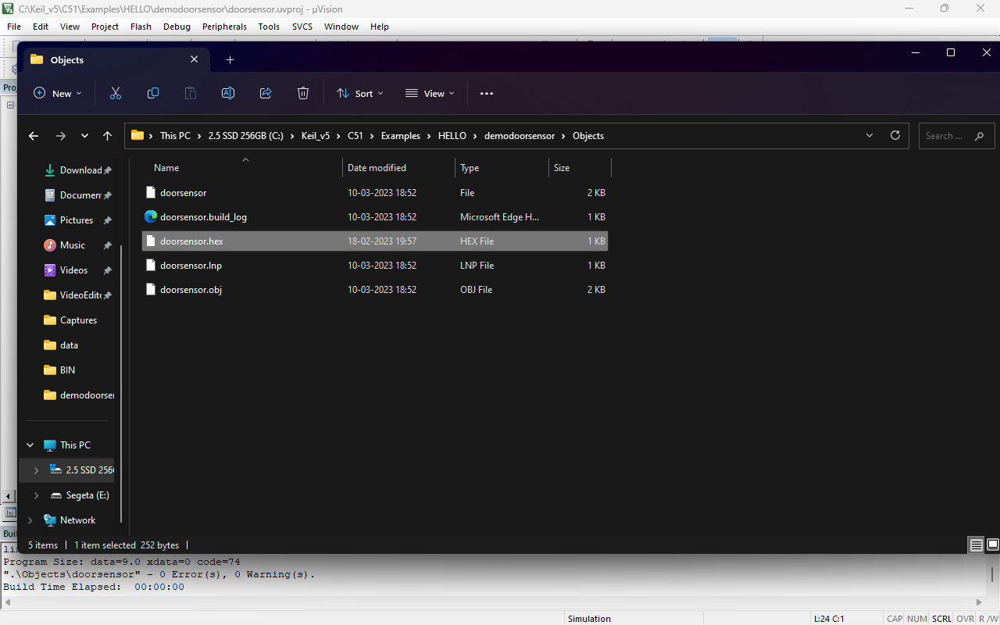 C:\Keil_v5\C51\Examples\HELLO\demodoorsensor\doorsensor.uvproj - µVision
File Edit View Project Flash Debug Peripherals Tools SVCS Window Help
Objects
New Sort View
This PC 2.5 SSD 256GB (C:) Keil_v5 C51 Examples HELLO demodoorsensor Objects
Search ...
Name Date modified Type Size
doorsensor 10-03-2023 18:52 File 2 KB
doorsensor.build_log 10-03-2023 18:52 Microsoft Edge H... 1 KB
doorsensor.hex 18-02-2023 19:57 HEX File 1 KB
doorsensor.lnp 10-03-2023 18:52 LNP File 1 KB
doorsensor.obj 10-03-2023 18:52 OBJ File 2 KB
Download
Documen
Pictures
Music
Videos
VideoEdit
Captures
data
BIN
demodoorse
This PC
2.5 SSD 256
Segeta (E:)
Network
5 items 1 item selected 252 bytes
Proj
Buil
lin
Program Size: data=9.0 xdata=0 code=74
".\Objects\doorsensor" - 0 Error(s), 0 Warning(s).
Build Time Elapsed: 00:00:00
Simulation L:24 C:1 CAP NUM SCRL OVR R/W